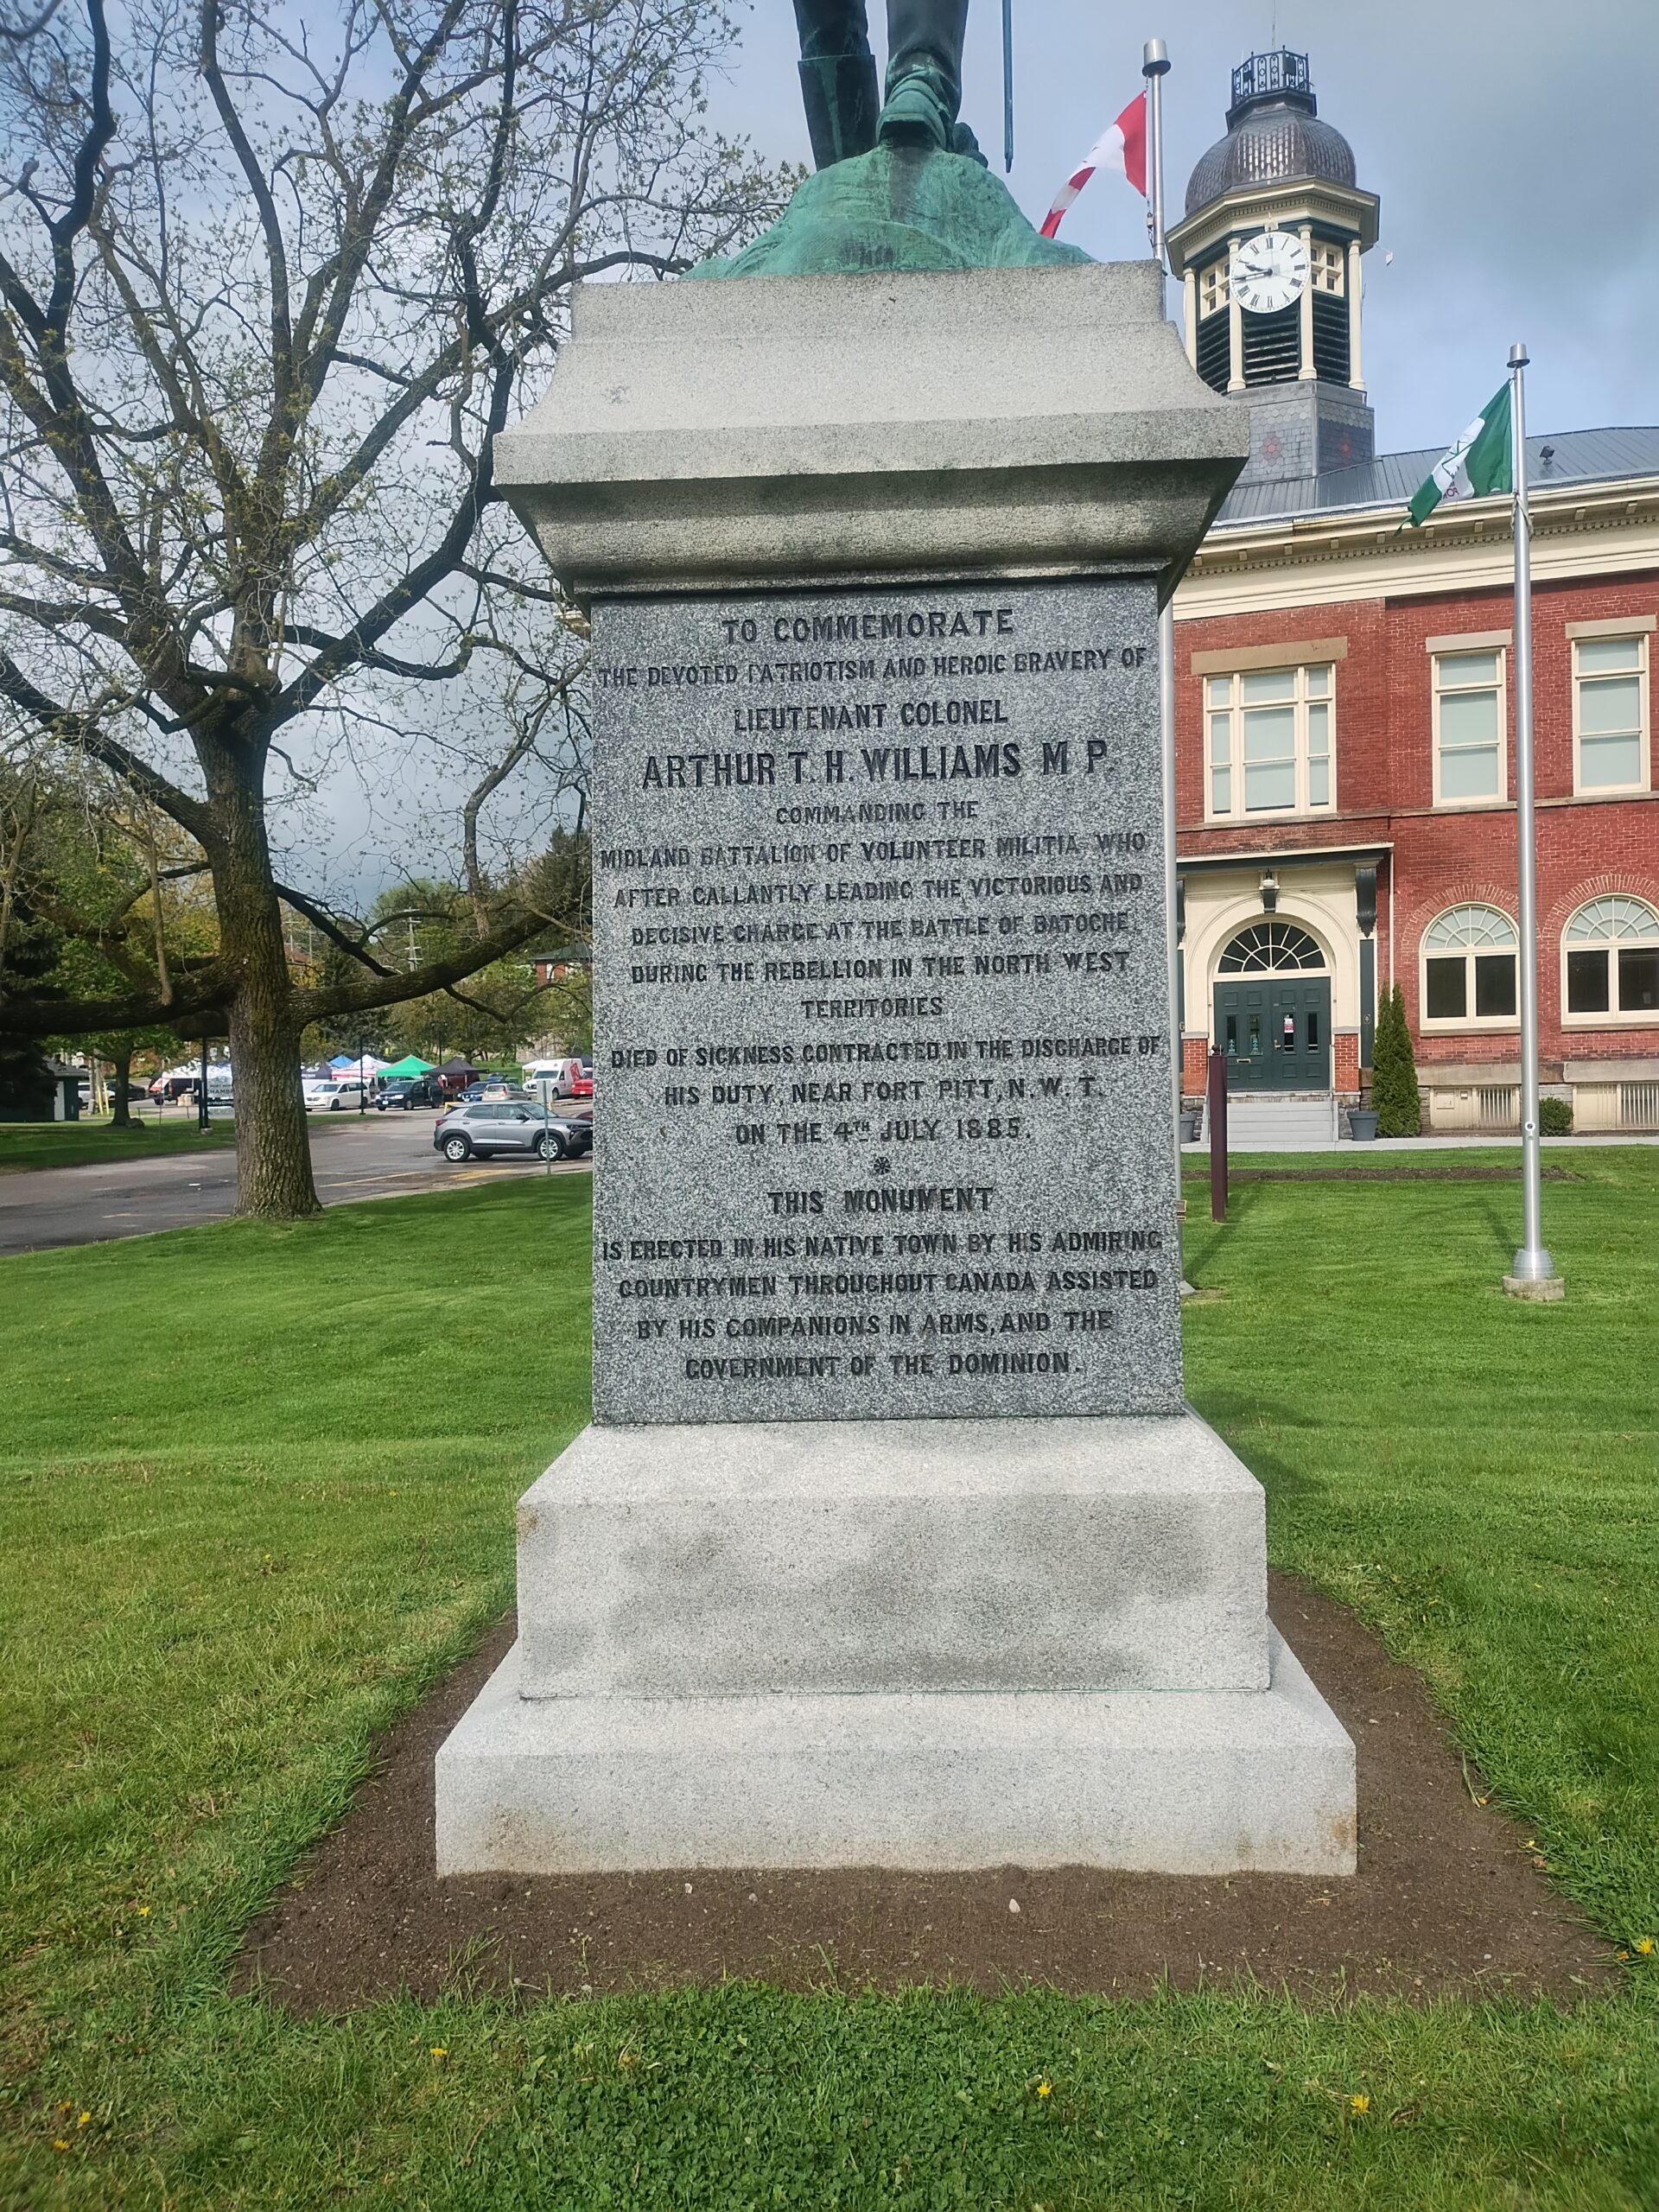 TO COMMEMORATE
THE DEVOTED PATRIOTISM AND HEROIC BRAVERY OF
LIEUTENANT COLONEL
ARTHUR T. H. WILLIAMS M P.
COMMANDING THE
MIDLAND BATTALION OF VOLUNTEER MILITIA, WHO
AFTER GALLANTLY LEADING THE VICTORIOUS AND
DECISIVE CHARGE AT THE BATTLE OF BATOCHE,
DURING THE REBELLION IN THE NORTH WEST
TERRITORIES
DIED OF SICKNESS CONTRACTED IN THE DISCHARGE OF
HIS DUTY, NEAR FORT PITT, N. W. T.
ON THE 4TH JULY 1885.
THIS MONUMENT
IS ERECTED IN HIS NATIVE TOWN BY HIS ADMIRING
COUNTRYMEN THROUGHOUT CANADA ASSISTED
BY HIS COMPANIONS IN ARMS, AND THE
GOVERNMENT OF THE DOMINION.